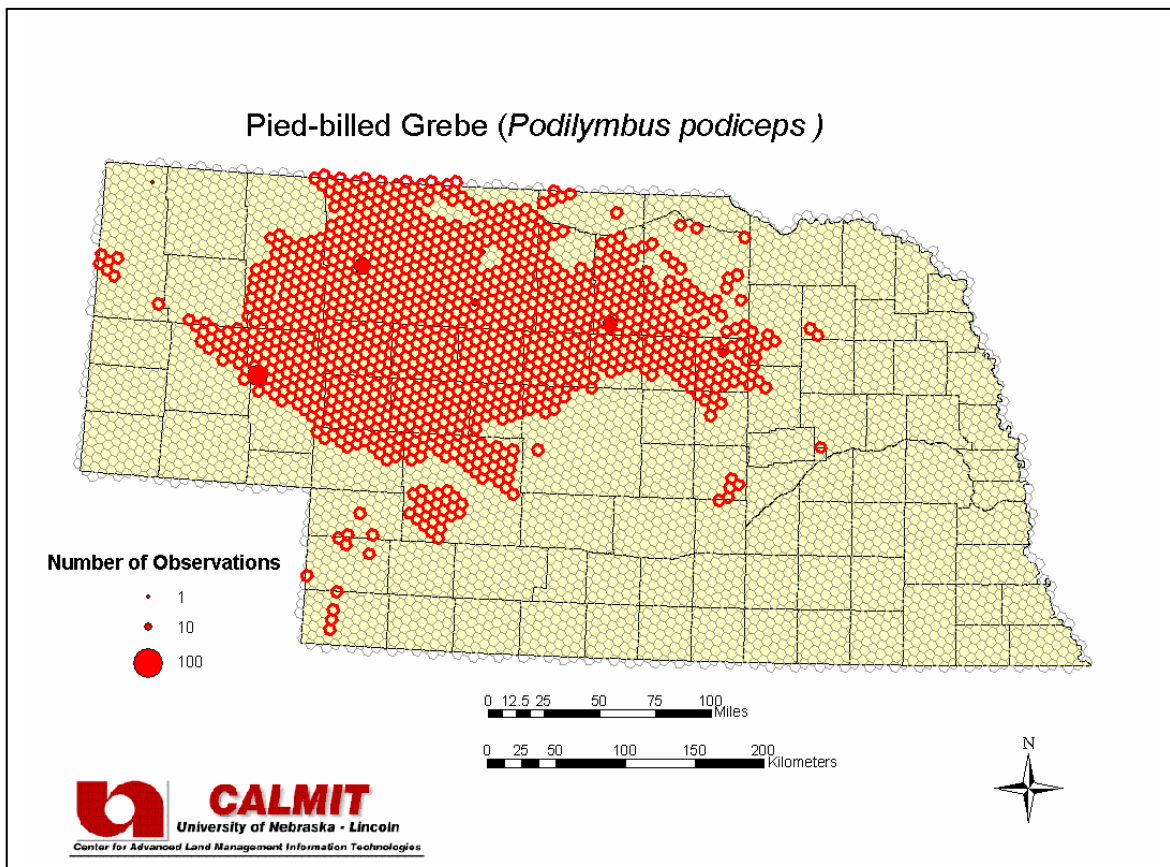 Pied-billed Grebe (Podilymbus podiceps )
Number of Observations
1
10
100
0 12.5 25 50 75 100
Miles
0 25 50 100 150 200
Kilometers
N
CALMIT
University of Nebraska - Lincoln
Center for Advanced Land Management Information Technologies